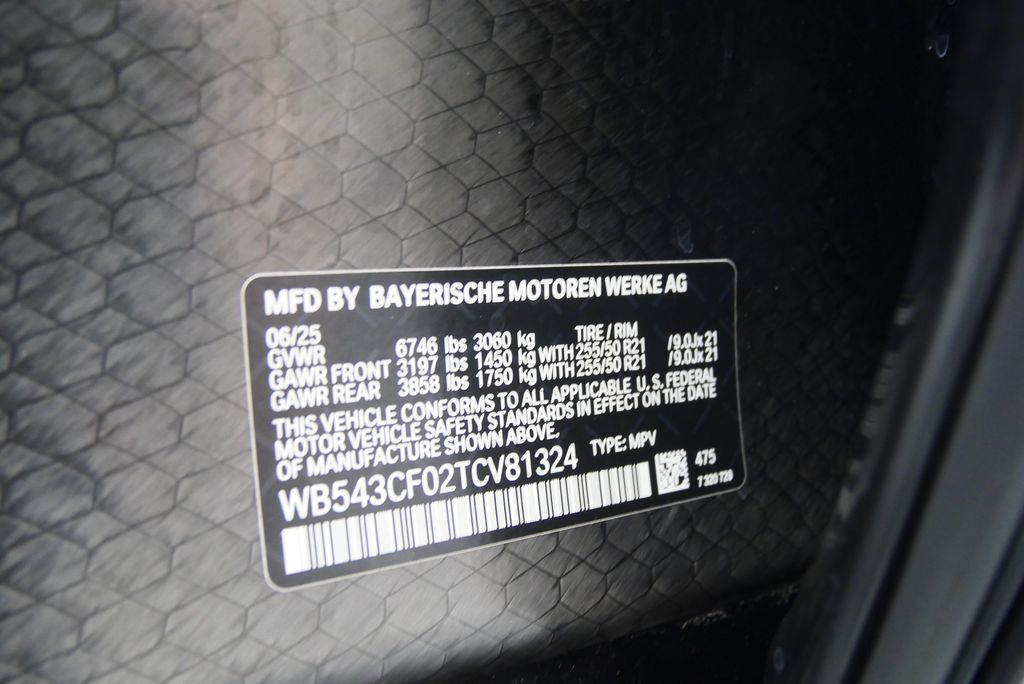 MFD BY BAYERISCHE MOTOREN WERKE AG
06/25 TIRE / RIM
GVWR 6746 lbs 3060 kg
GAWR FRONT 3197 lbs 1450 kg WITH 255/50 R21 /9.0Jx21
GAWR REAR 3858 lbs 1750 kg WITH 255/50 R21 /9.0Jx21
THIS VEHICLE CONFORMS TO ALL APPLICABLE U.S. FEDERAL
MOTOR VEHICLE SAFETY STANDARDS IN EFFECT ON THE DATE
OF MANUFACTURE SHOWN ABOVE.
WB543CF02TCV81324 TYPE: MPV
475
7 320 728